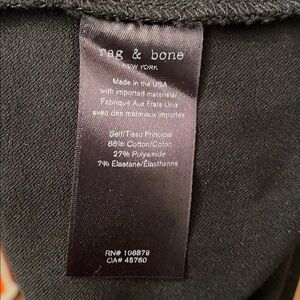 rag & bone
NEW YORK
Made in the USA
with imported materials/
Fabriqué Aux Etats Unis
avec des materiaux importés
Self/Tissu Principal
66% Cotton/Coton
27% Polyamide
7% Elastane/Élasthanne
RN# 108879
CA# 45760